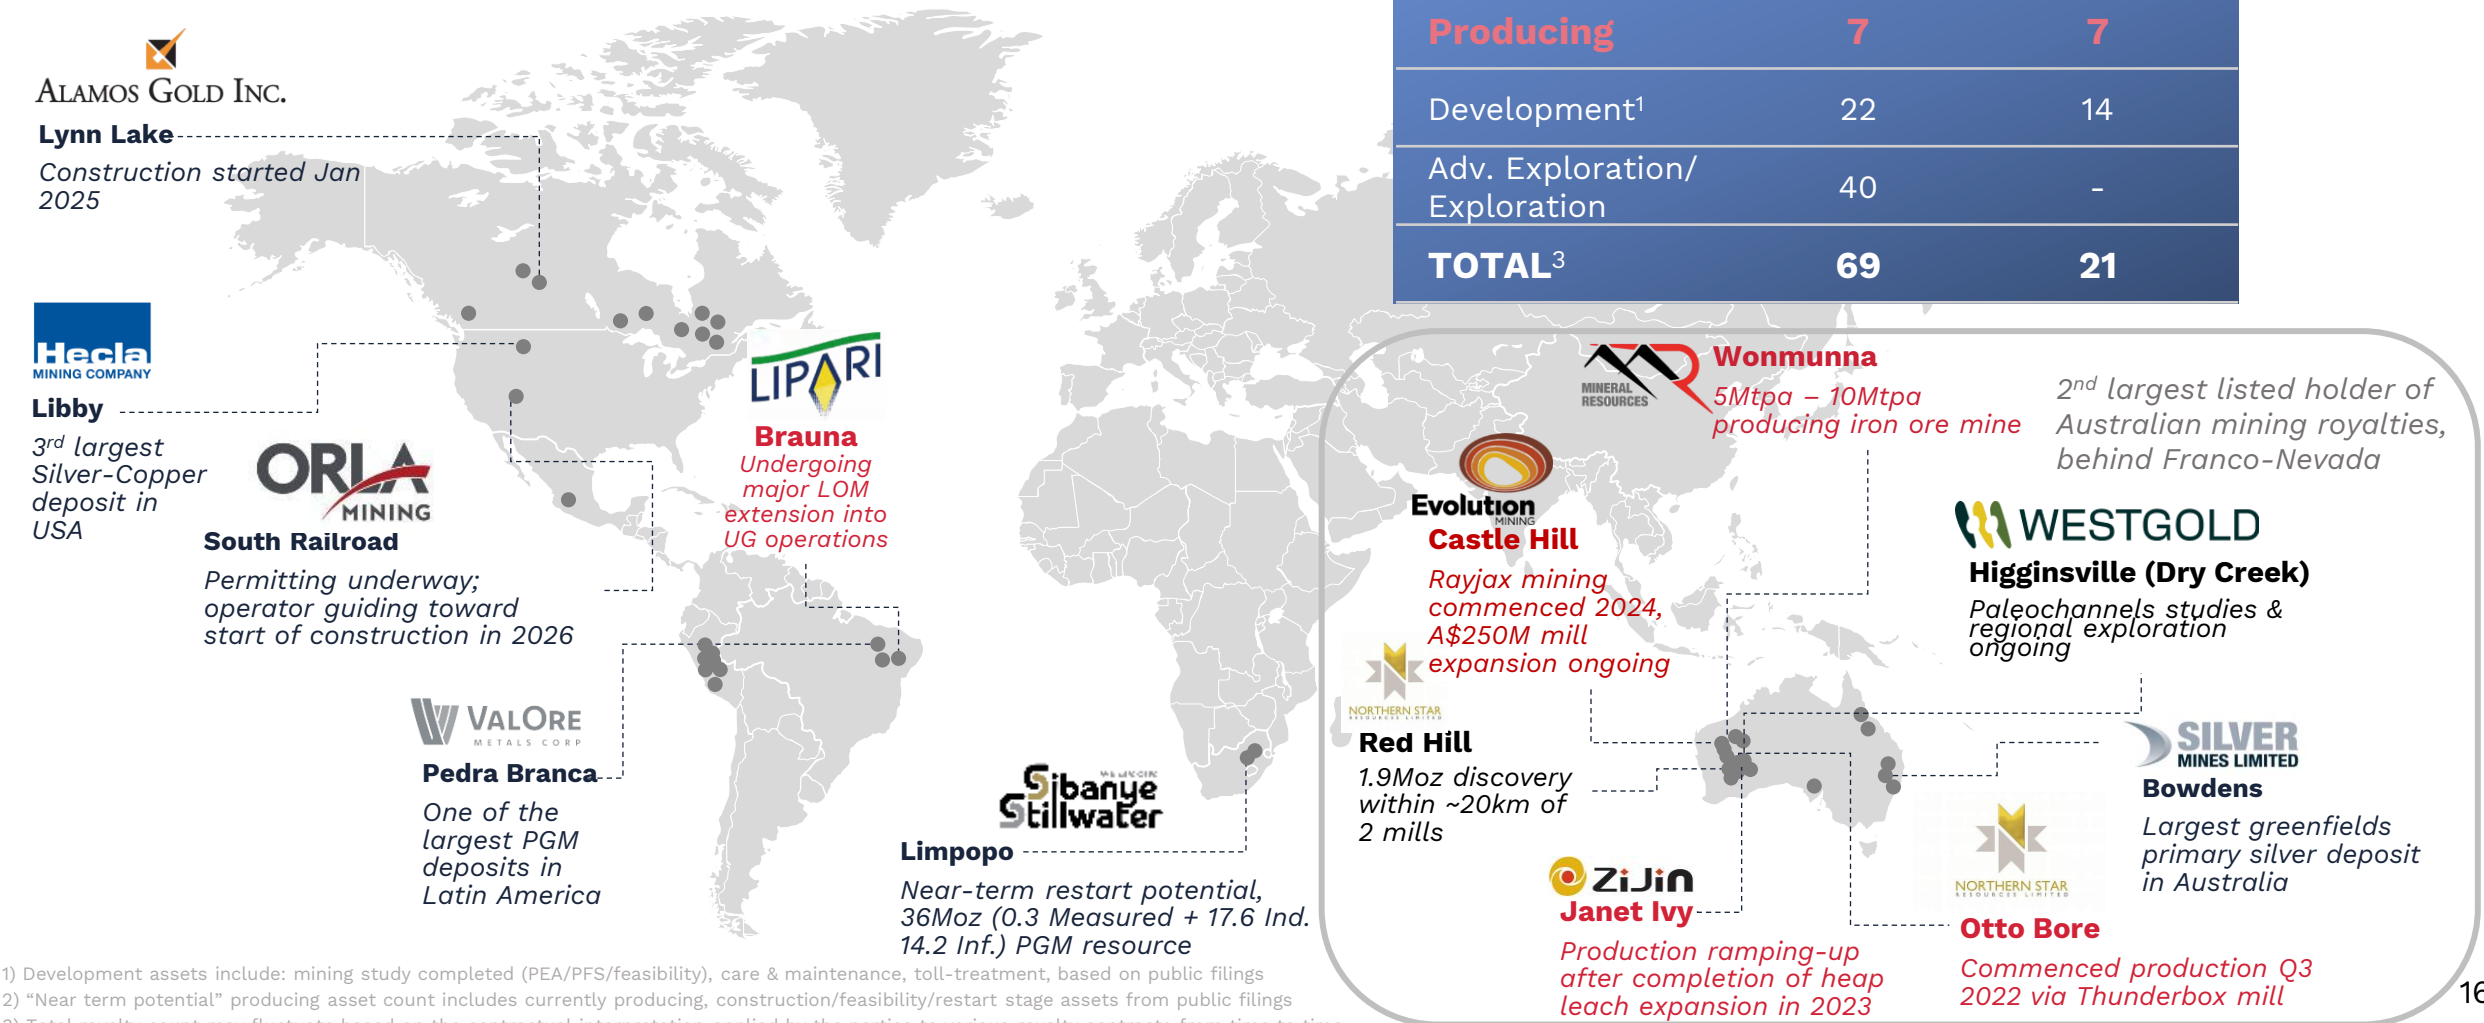 Producing 7 7
Development1 22 14
Adv. Exploration/
Exploration 40 -
TOTAL3 69 21
ALAMOS GOLD INC.
Lynn Lake
Construction started Jan
2025
Hecla
MINING COMPANY
Libby
3rd largest
Silver-Copper
deposit in
USA
ORLA
MINING
South Railroad
Permitting underway;
operator guiding toward
start of construction in 2026
LIPARI
Brauna
Undergoing
major LOM
extension into
UG operations
VALORE
METALS CORP
Pedra Branca
One of the
largest PGM
deposits in
Latin America
Sibanye
Stillwater
Limpopo
Near-term restart potential,
36Moz (0.3 Measured + 17.6 Ind.
14.2 Inf.) PGM resource
MINERAL
RESOURCES
Wonmunna
5Mtpa – 10Mtpa
producing iron ore mine
2nd largest listed holder of
Australian mining royalties,
behind Franco-Nevada
Evolution
MINING
Castle Hill
Rayjax mining
commenced 2024,
A$250M mill
expansion ongoing
WESTGOLD
Higginsville (Dry Creek)
Paleochannels studies &
regional exploration
ongoing
NORTHERN STAR
RESOURCES LIMITED
Red Hill
1.9Moz discovery
within ~20km of
2 mills
SILVER
MINES LIMITED
Bowdens
Largest greenfields
primary silver deposit
in Australia
ZiJin
Janet Ivy
Production ramping-up
after completion of heap
leach expansion in 2023
NORTHERN STAR
RESOURCES LIMITED
Otto Bore
Commenced production Q3
2022 via Thunderbox mill
1) Development assets include: mining study completed (PEA/PFS/feasibility), care & maintenance, toll-treatment, based on public filings
2) “Near term potential” producing asset count includes currently producing, construction/feasibility/restart stage assets from public filings
16